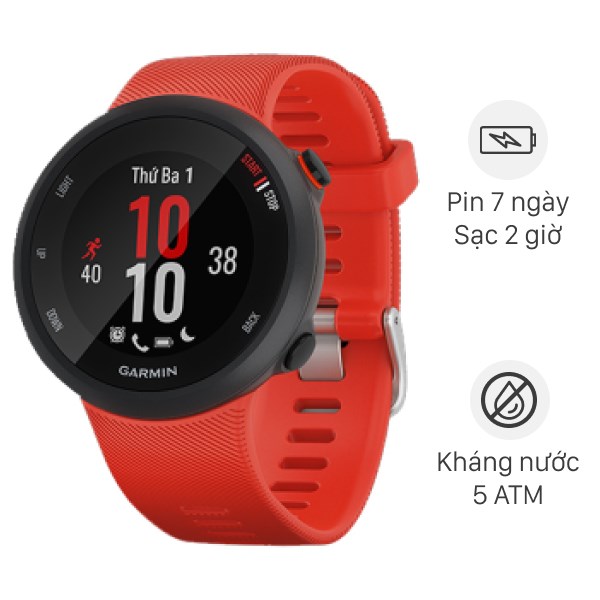 LIGHT
UP
DOWN
START
STOP
BACK
Thứ Ba 1
10
40
38
10
GARMIN
Pin 7 ngày
Sạc 2 giờ
Kháng nước
5 ATM